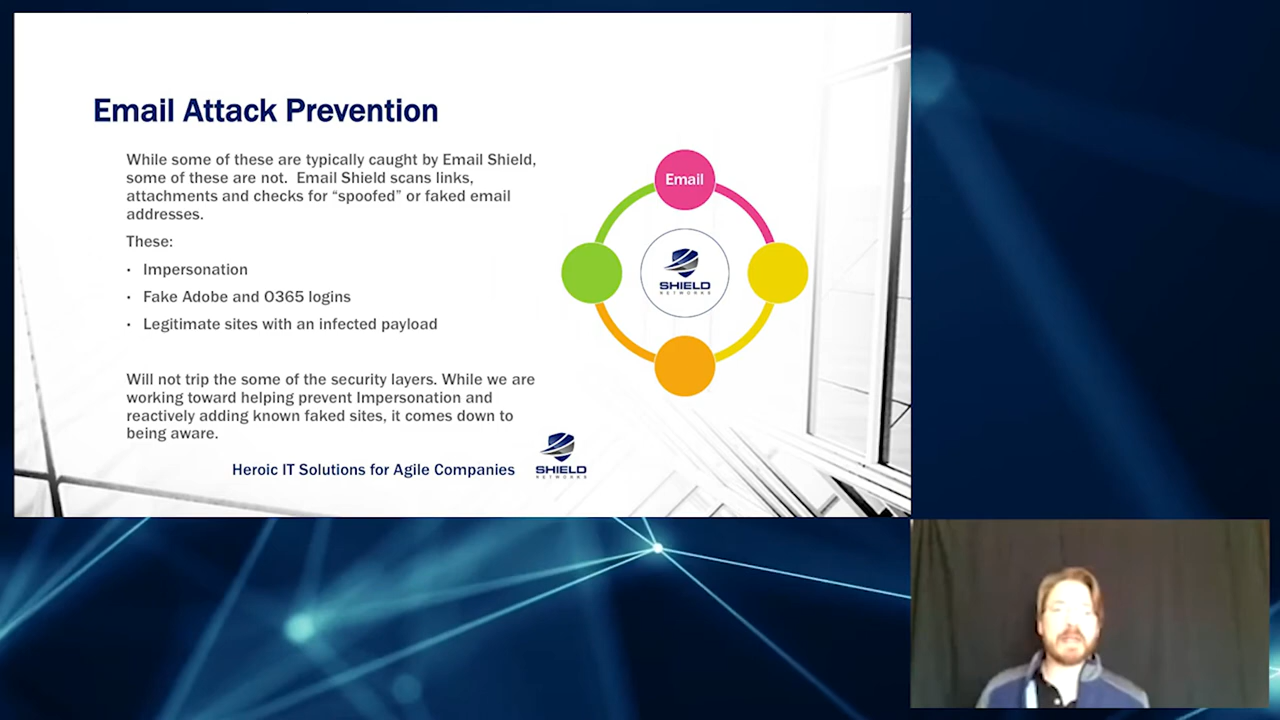 Email Attack Prevention
While some of these are typically caught by Email Shield,
some of these are not. Email Shield scans links,
attachments and checks for “spoofed” or faked email
addresses.
These:
• Impersonation
• Fake Adobe and O365 logins
• Legitimate sites with an infected payload
Will not trip the some of the security layers. While we are
working toward helping prevent Impersonation and
reactively adding known faked sites, it comes down to
being aware.
Heroic IT Solutions for Agile Companies
SHIELD
NETWORKS
Email
SHIELD
NETWORKS